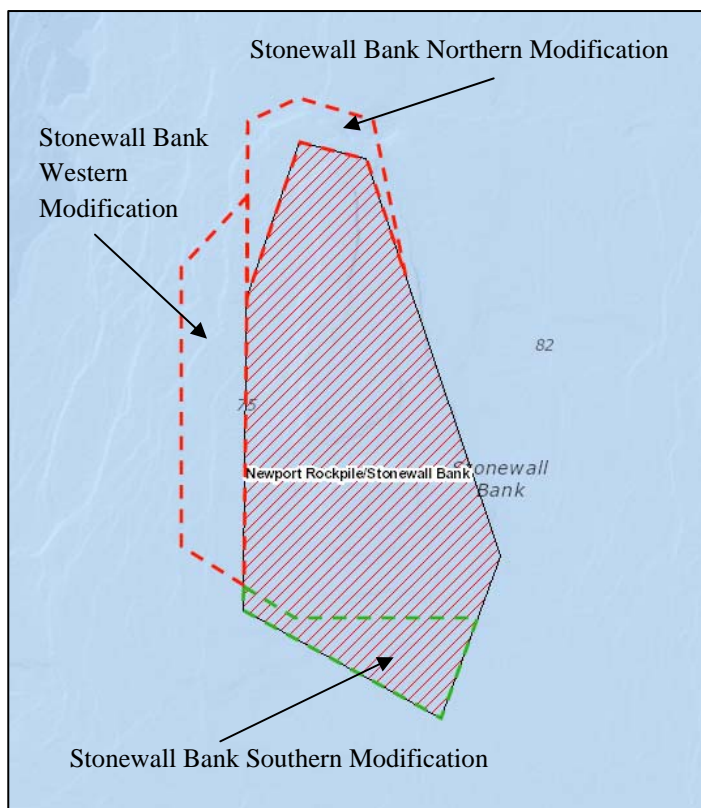 Stonewall Bank Northern Modification
Stonewall Bank
Western
Modification
82
75
Newport Rockpile/Stonewall Bank
Stonewall
Bank
Stonewall Bank Southern Modification